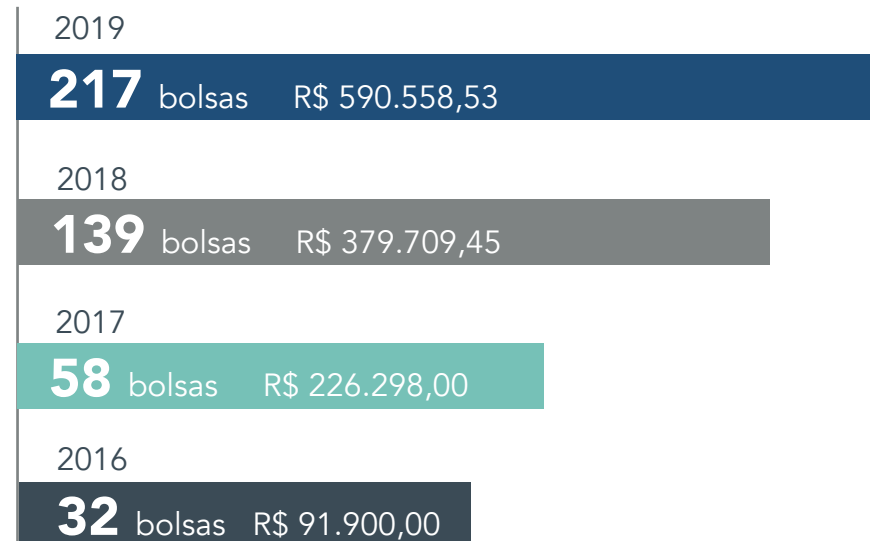 2019
217 bolsas R$ 590.558,53
2018
139 bolsas R$ 379.709,45
2017
58 bolsas R$ 226.298,00
2016
32 bolsas R$ 91.900,00